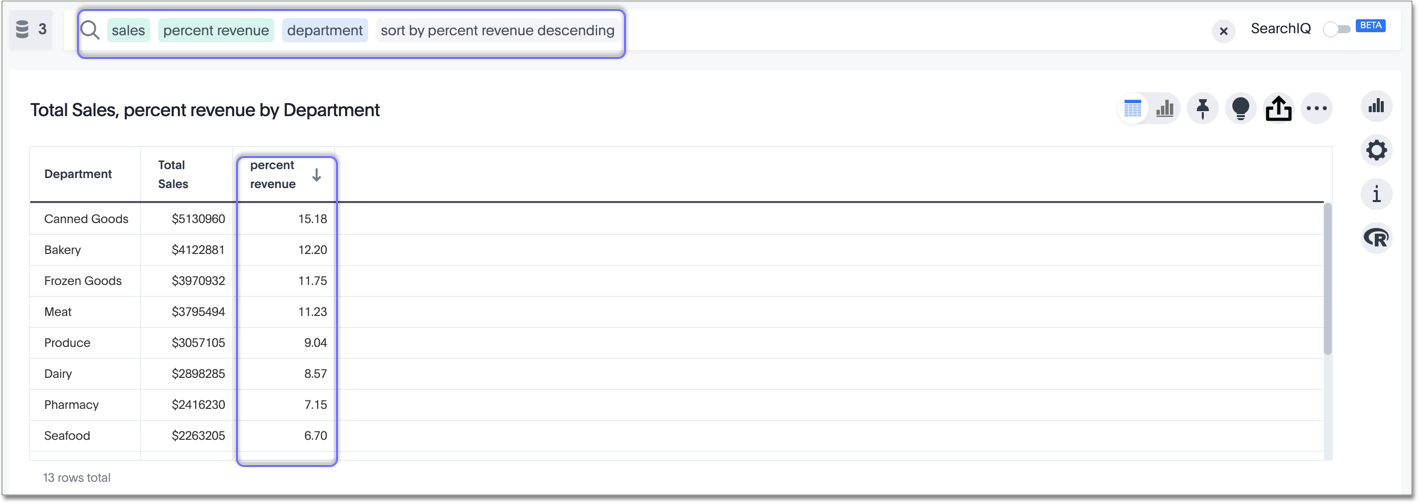 3
sales percent revenue department sort by percent revenue descending
SearchIQ
BETA
Total Sales, percent revenue by Department
Department
Total
Sales
percent
revenue
Canned Goods $5130960 15.18
Bakery $4122881 12.20
Frozen Goods $3970932 11.75
Meat $3795494 11.23
Produce $3057105 9.04
Dairy $2898285 8.57
Pharmacy $2416230 7.15
Seafood $2263205 6.70
13 rows total